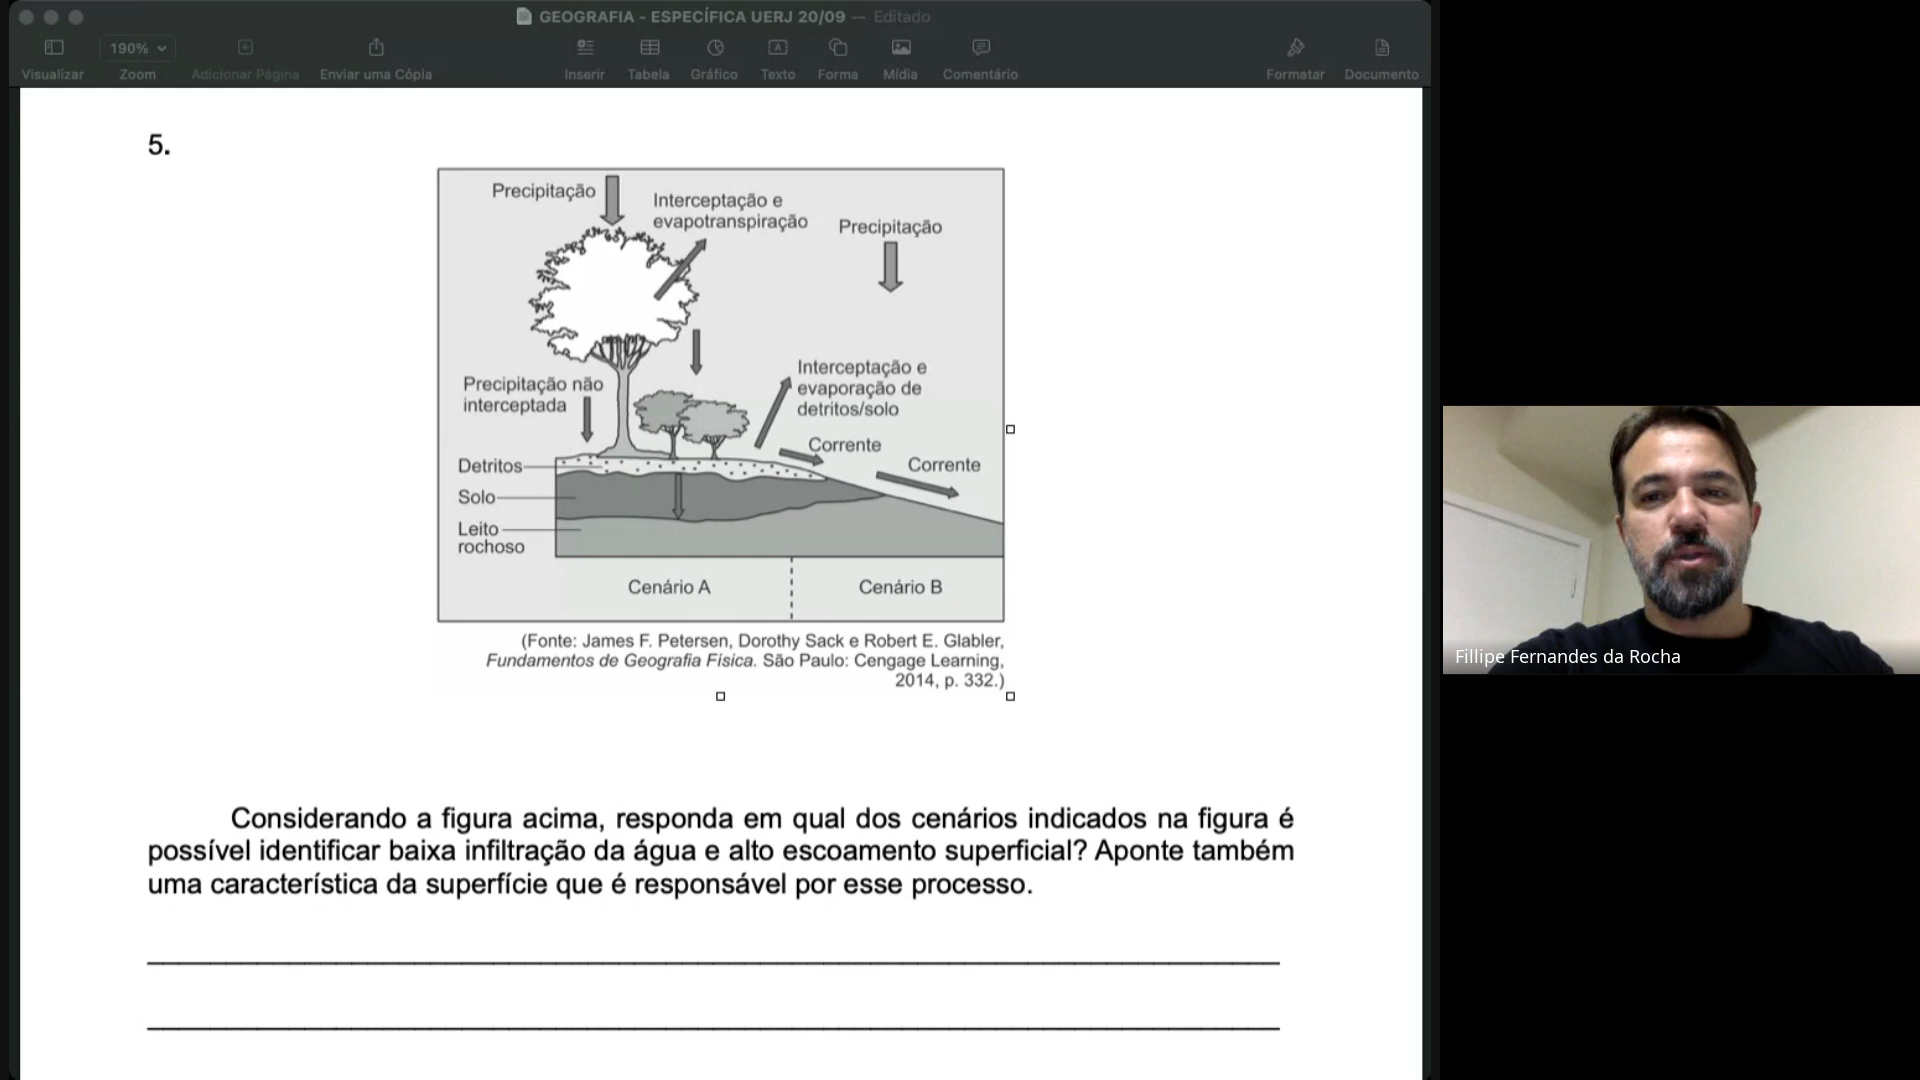 GEOGRAFIA - ESPECÍFICA UERJ 20/09 — Editado
190%
Visualizar
Zoom
Adicionar Página
Enviar uma Cópia
Inserir
Tabela
Gráfico
Texto
Forma
Mídia
Comentário
Formatar
Documento
5.
Precipitação
Interceptação e
evapotranspiração
Precipitação
Precipitação não
interceptada
Interceptação e
evaporação de
detritos/solo
Corrente
Corrente
Detritos
Solo
Leito
rochoso
Cenário A
Cenário B
(Fonte: James F. Petersen, Dorothy Sack e Robert E. Glabler,
Fundamentos de Geografia Física. São Paulo: Cengage Learning,
2014, p. 332.)
Considerando a figura acima, responda em qual dos cenários indicados na figura é
possível identificar baixa infiltração da água e alto escoamento superficial? Aponte também
uma característica da superfície que é responsável por esse processo.
Fillipe Fernandes da Rocha